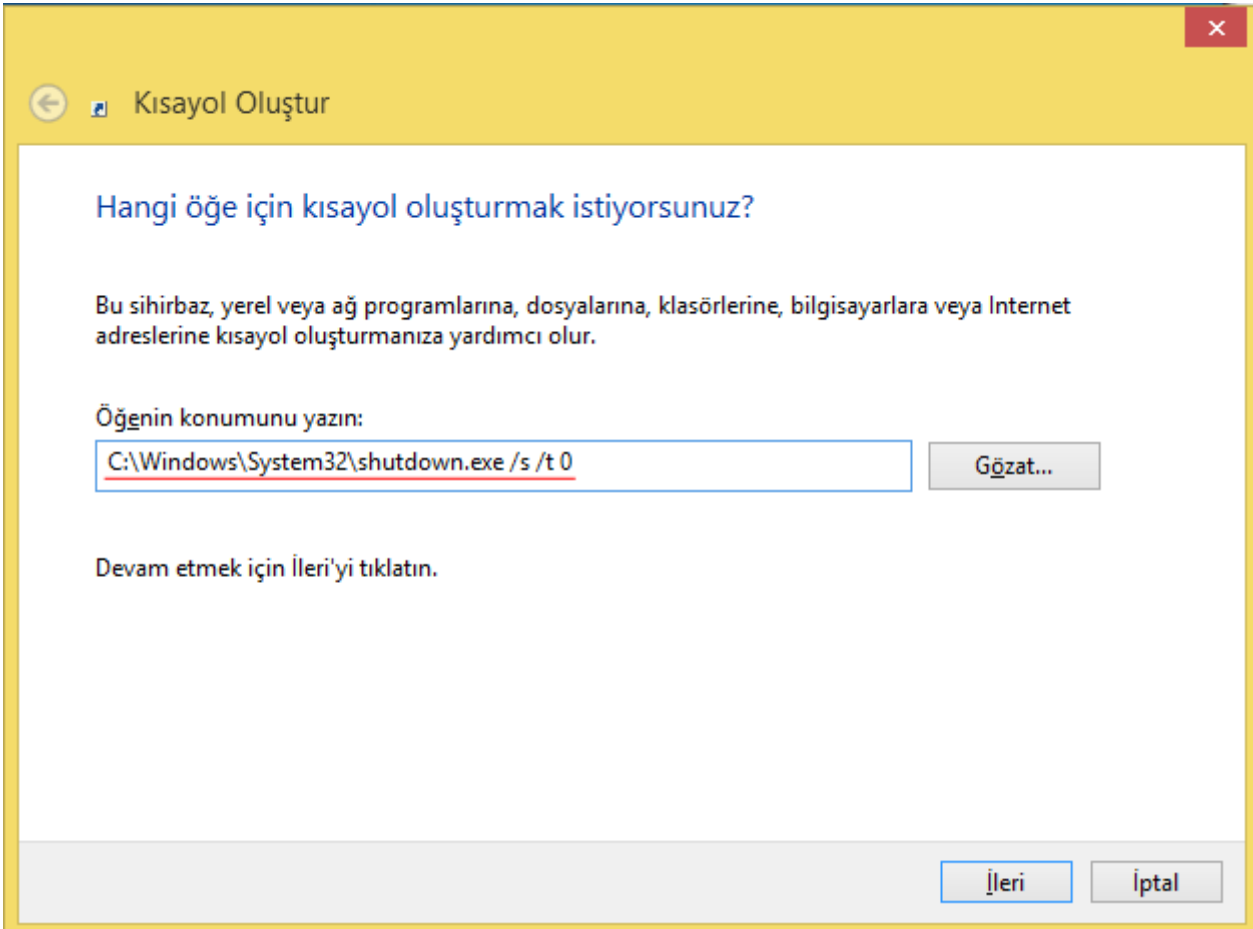 Kısayol Oluştur
Hangi öğe için kısayol oluşturmak istiyorsunuz?
Bu sihirbaz, yerel veya ağ programlarına, dosyalarına, klasörlerine, bilgisayarlara veya Internet
adreslerine kısayol oluşturmanıza yardımcı olur.
Öğenin konumunu yazın:
C:\Windows\System32\shutdown.exe /s /t 0
Gözat...
Devam etmek için İleri'yi tıklatın.
İleri
İptal